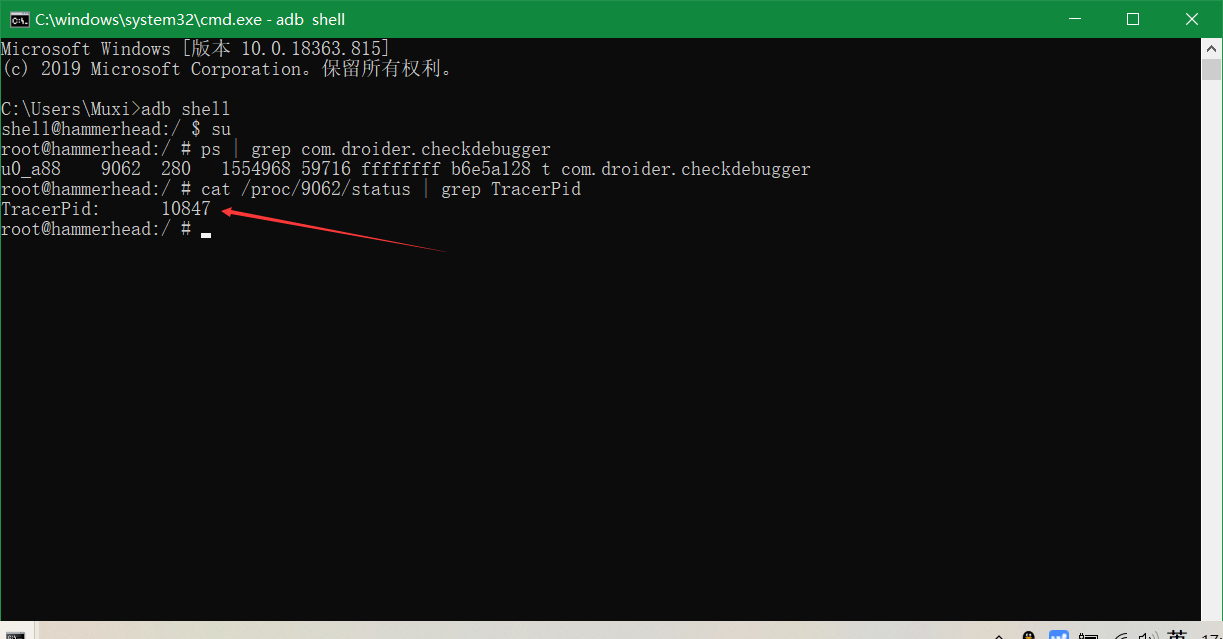 C:\windows\system32\cmd.exe - adb  shell
Microsoft Windows [版本 10.0.18363.815]
(c) 2019 Microsoft Corporation。保留所有权利。
C:\Users\Muxi>adb shell
shell@hammerhead:/ $ su
root@hammerhead:/ # ps | grep com.droider.checkdebugger
u0_a88    9062  280   1554968 59716 ffffffff b6e5a128 t com.droider.checkdebugger
root@hammerhead:/ # cat /proc/9062/status | grep TracerPid
TracerPid:      10847
root@hammerhead:/ #
英